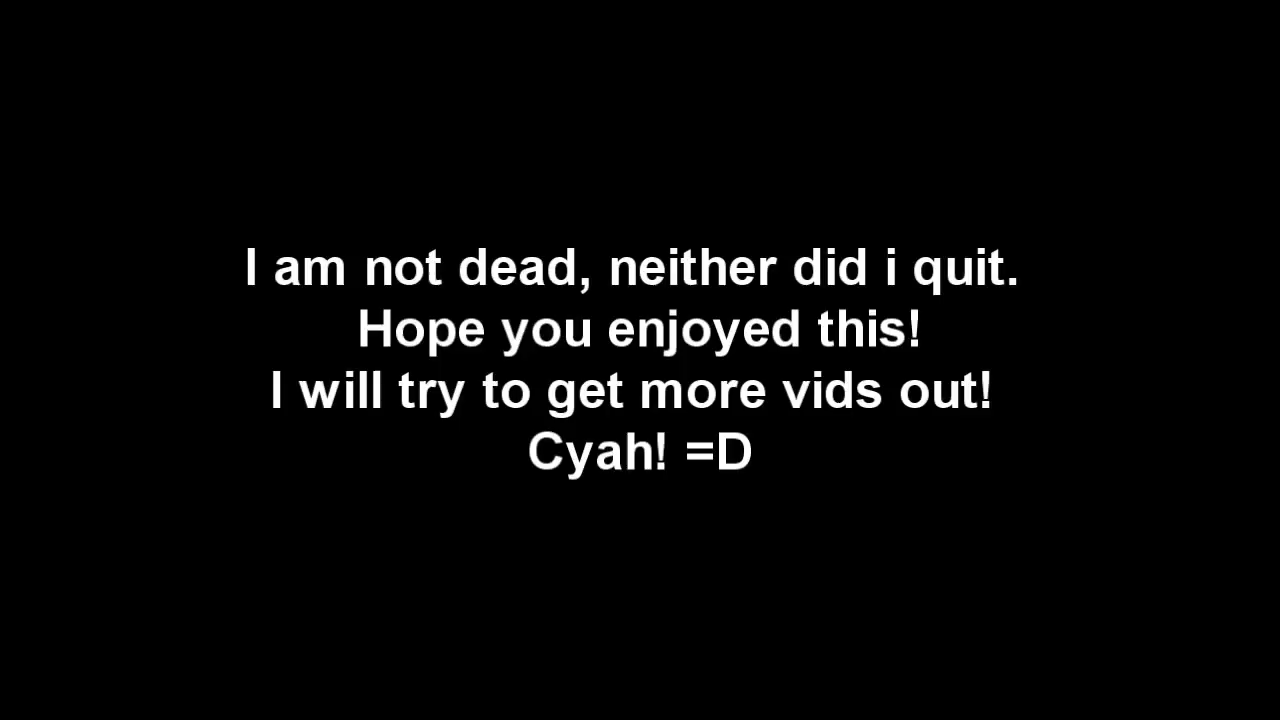 I am not dead, neither did i quit.
Hope you enjoyed this!
I will try to get more vids out!
Cyah! =D